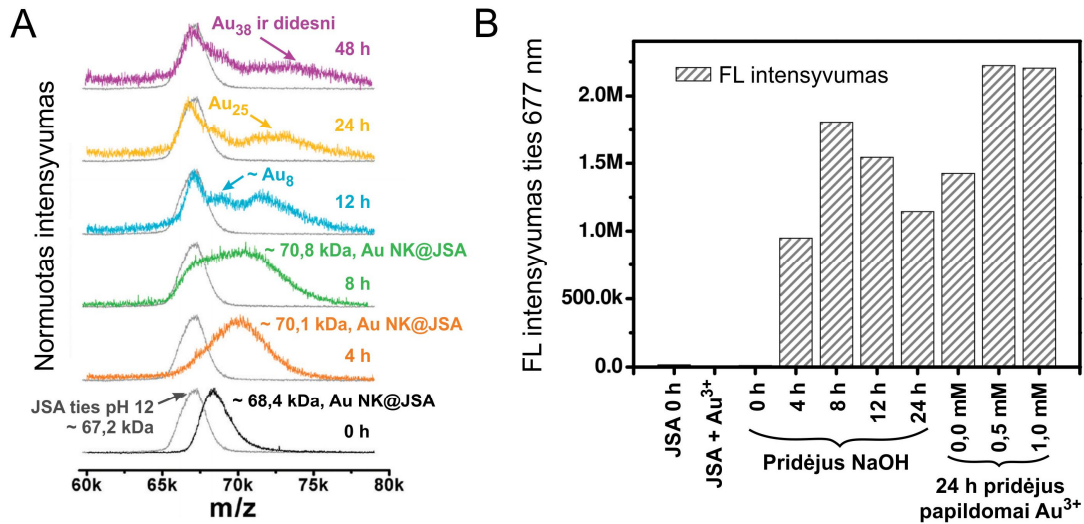 A
Normuotas intensyvumas
Au38 ir didesni
48 h
Au25
24 h
~ Au8
12 h
~ 70,8 kDa, Au NK@JSA
8 h
~ 70,1 kDa, Au NK@JSA
4 h
JSA ties pH 12
~ 67,2 kDa
~ 68,4 kDa, Au NK@JSA
0 h
60k 65k 70k 75k 80k
m/z
B
FL intensyvumas ties 677 nm
FL intensyvumas
2.0M
1.5M
1.0M
500.0k
0.0
JSA 0 h
JSA + Au3+
0 h
4 h
8 h
12 h
24 h
0,0 mM
0,5 mM
1,0 mM
Pridėjus NaOH
24 h pridėjus
papildomai Au3+